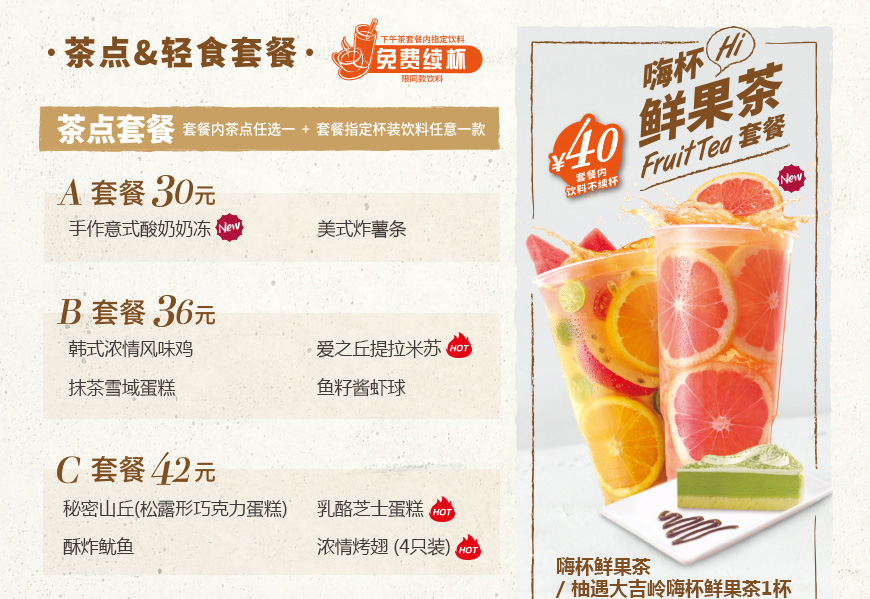 ·茶点&轻食套餐·
下午茶套餐内指定饮料
免费续杯
限同款饮料
茶点套餐 套餐内茶点任选一 + 套餐指定杯装饮料任意一款
A 套餐 30元
手作意式酸奶奶冻 New 美式炸薯条
B 套餐 36元
韩式浓情风味鸡 爱之丘提拉米苏 HOT
抹茶雪域蛋糕 鱼籽酱虾球
C 套餐 42元
秘密山丘(松露形巧克力蛋糕) 乳酪芝士蛋糕 HOT
酥炸鱿鱼 浓情烤翅 (4只装) HOT
嗨杯 Hi
鲜果茶
Fruit Tea 套餐
¥40
套餐内
饮料不续杯
New
嗨杯鲜果茶
/ 柚遇大吉岭嗨杯鲜果茶1杯